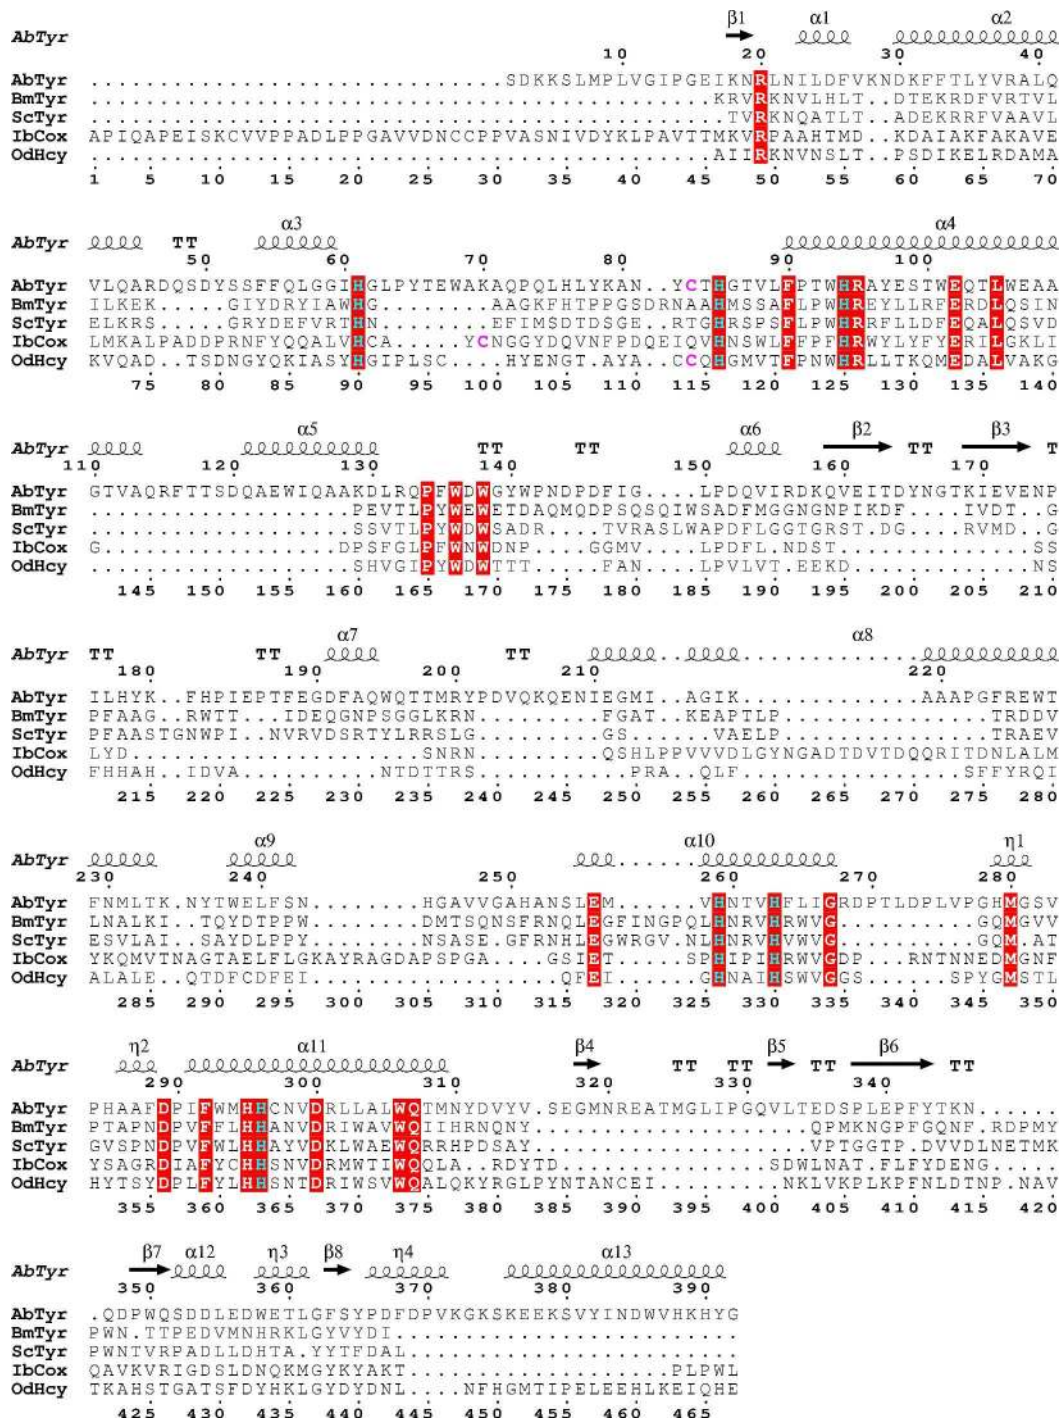 β1 α1 α2
AbTyr
10 20 30 40
AbTyr ..............................SDKKSLMPLVGIPGEIKNRLNILDFVKNDKFFTLYVRALQ
BmTyr .............................................KRVRKNVLHLT..DTEKRDFVRTVL
ScTyr ..............................................TVRKNQATLT..ADEKRRFVAAVL
IbCox APIQAPEISKCVVPPADLPPGAVVDNCCPPVASNIVDYKLPAVTTMKVRPAAHTMD..KDAIAKFAKAVE
OdHcy .............................................AIIRKNVNSLT..PSDIKELRDAMA
1 5 10 15 20 25 30 35 40 45 50 55 60 65 70
α3 α4
AbTyr TT
50 60 70 80 90 100
AbTyr VLQARDQSDYSSFFQLGGIHGLPYTEWAKAQPQLHLYKAN.YCTHGTVLFPTWHRAYESTWEQTLWEAA
BmTyr ILKEK....GIYDRYIAWHG.......AAGKFHTPPGSDRNAAHMSSAFLPWHREYLLRFERDLQSIN
ScTyr ELKRS....GRYDEFVRTHN.......EFIMSDTDSGE..RTGHRSPSFLPWHRRFLLDFEQALQSVD
IbCox LMKALPADDPRNFYQQALVHCA....YCNGGYDQVNFPDQEIQVHNSWLFFPFHRWYLYFYERILGKLI
OdHcy KVQAD..TSDNGYQKIASYHGIPLSC..HYENGT.AYA.CCQHGMVTFPNWHRLLTKQMEDALVAKG
75 80 85 90 95 100 105 110 115 120 125 130 135 140
α5 α6 β2 β3
AbTyr TT TT TT T
110 120 130 140 150 160 170
AbTyr GTVAQRFTTSDQAEWIQAAKDLRQPFWDWGYWPNDPDFIG....LPDQVIRDKQVEITDYNGTKIEVENP
BmTyr ...................PEVTLPYWEWETDAQMQDPSQSQIWSADFMGGNGNPIKDF...IVDT..G
ScTyr ...................SSVTLPYWDWSADR....TVRASLWAPDFLGGTGRST.DG...RVMD..G
IbCox G.................DPSFGLPFWNWDNP....GGMV...LPDFL.NDST..............SS
OdHcy ...................SHVGIPYWDWTTT......FAN...LPVLVT.EEKD............NS
145 150 155 160 165 170 175 180 185 190 195 200 205 210
α7 α8
AbTyr TT TT TT
180 190 200 210 220
AbTyr ILHYK..FHPIEPTFEGDFAQWQTTMRYPDVQKQENIEGMI..AGIK.............AAAPGFREWT
BmTyr PFAAG..RWTT...IDEQGNPSGGLKRN..........FGAT..KEAPTLP...........TRDDV
ScTyr PFAASTGNWPI..NVRVDSRTYLRRSLG..........GS....VAELP.............TRAEV
IbCox LYD.....................SNRN.........QSHLPPVVVDLGYNGADTDVTDQQRITDNLALM
OdHcy FHHAH..IDVA.........NTDTTRS...........PRA..QLF..............SFFYRQI
215 220 225 230 235 240 245 250 255 260 265 270 275 280
α9 α10 η1
AbTyr
230 240 250 260 270 280
AbTyr FNMLTK.NYTWELFSN........HGAVVGAHANSLEM......VHNTVHFLIGRDPTLDPLVPGHMGSV
BmTyr LNALKI..TQYDTPPW.......DMTSQNSFRNQLEGFINGPQLHNRVHRWVG.........GQMGVV
ScTyr ESVLAI..SAYDLPPY.......NSASE.GFRNHLEGWRGV.NLHNRVHVWVG.........GQM.AT
IbCox YKQMVTNAGTAELFLGKAYRAGDAPSPGA....GSIET.....SPHIPIHRWVGDP...RNTNNEDMGNF
OdHcy ALALE..QTDFCDFEI................QFEI......GHNAIHSWVGGS.....SPYGMSTL
285 290 295 300 305 310 315 320 325 330 335 340 345 350
η2 α11 β4 β5 β6
AbTyr TT TT TT TT
290 300 310 320 330 340
AbTyr PHAAFDPIFWMHHCNVDRLLALWQTMNYDVYV.SEGMNREATMGLIPGQVLTEDSPLEPFYTKN......
BmTyr PTAPNDPVFFLHHANVDRIWAVWQIIHRNQNY....................QPMKNGPFGQNF.RDPMY
ScTyr GVSPNDPVFWLHHAYVDKLWAEWQRRHPDSAY....................VPTGGTP.DVVDLNETMK
IbCox YSAGRDIAFYCHHSNVDRMWTIWQQLA..RDYTD...............SDWLNAT.FLFYDENG.....
OdHcy HYTSYDPLFYLHHSNTDRIWSVWQALQKYRGLPYNTANCEI.........NKLVKPLKPFNLDTNP.NAV
355 360 365 370 375 380 385 390 395 400 405 410 415 420
β7 α12 η3 β8 η4 α13
AbTyr
350 360 370 380 390
AbTyr .QDPWQSDDLEDWETLGFSYPDFDPVKGKSKEEKSVYINDWVHKHYG
BmTyr PWN.TTPEDVMNHRKLGYVYDI.........................
ScTyr PWNTVRPADLLDHTA.YYTFDAL........................
IbCox QAVKVRIGDSLDNQKMGYKYAKT...................PLPWL
OdHcy TKAHSTGATSFDYHKLGYDYDNL....NFHGMTIPELEEHLKEIQHE
425 430 435 440 445 450 455 460 465